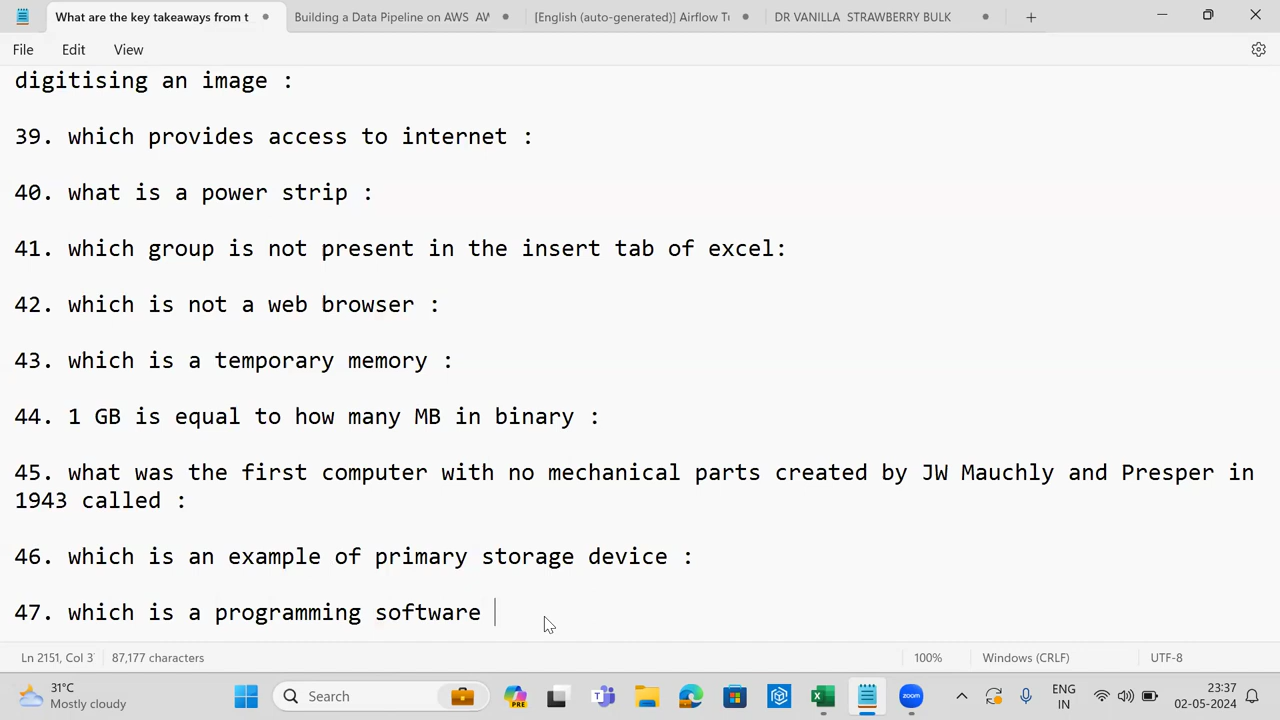 What are the key takeaways from t
Building a Data Pipeline on AWS AW
[English (auto-generated)] Airflow Tu
DR VANILLA STRAWBERRY BULK
File Edit View
digitising an image :
39. which provides access to internet :
40. what is a power strip :
41. which group is not present in the insert tab of excel:
42. which is not a web browser :
43. which is a temporary memory :
44. 1 GB is equal to how many MB in binary :
45. what was the first computer with no mechanical parts created by JW Mauchly and Presper in
1943 called :
46. which is an example of primary storage device :
47. which is a programming software
Ln 2151, Col 3 87,177 characters 100% Windows (CRLF) UTF-8
31°C
Mostly cloudy
Search
PRE
zoom
ENG
IN
23:37
02-05-2024